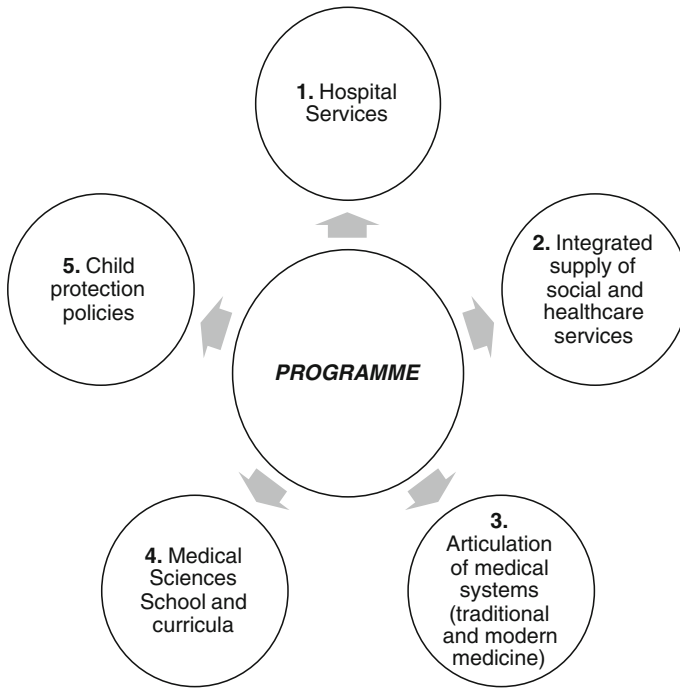 1. Hospital
Services
2. Integrated
supply of
social and
healthcare
services
3.
Articulation
of medical
systems
(traditional
and modern
medicine)
4. Medical
Sciences
School and
curricula
5. Child
protection
policies
PROGRAMME